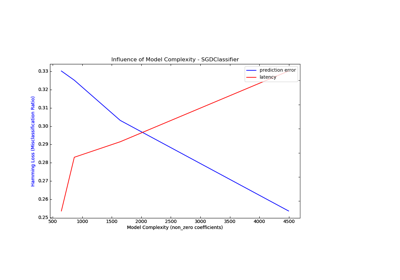 Influence of Model Complexity - SGDClassifier
prediction error
latency
0.33
0.32
0.31
0.30
0.29
0.28
0.27
0.26
0.25
Hamming Loss (Misclassification Ratio)
500 1000 1500 2000 2500 3000 3500 4000 4500
Model Complexity (non_zero coefficients)